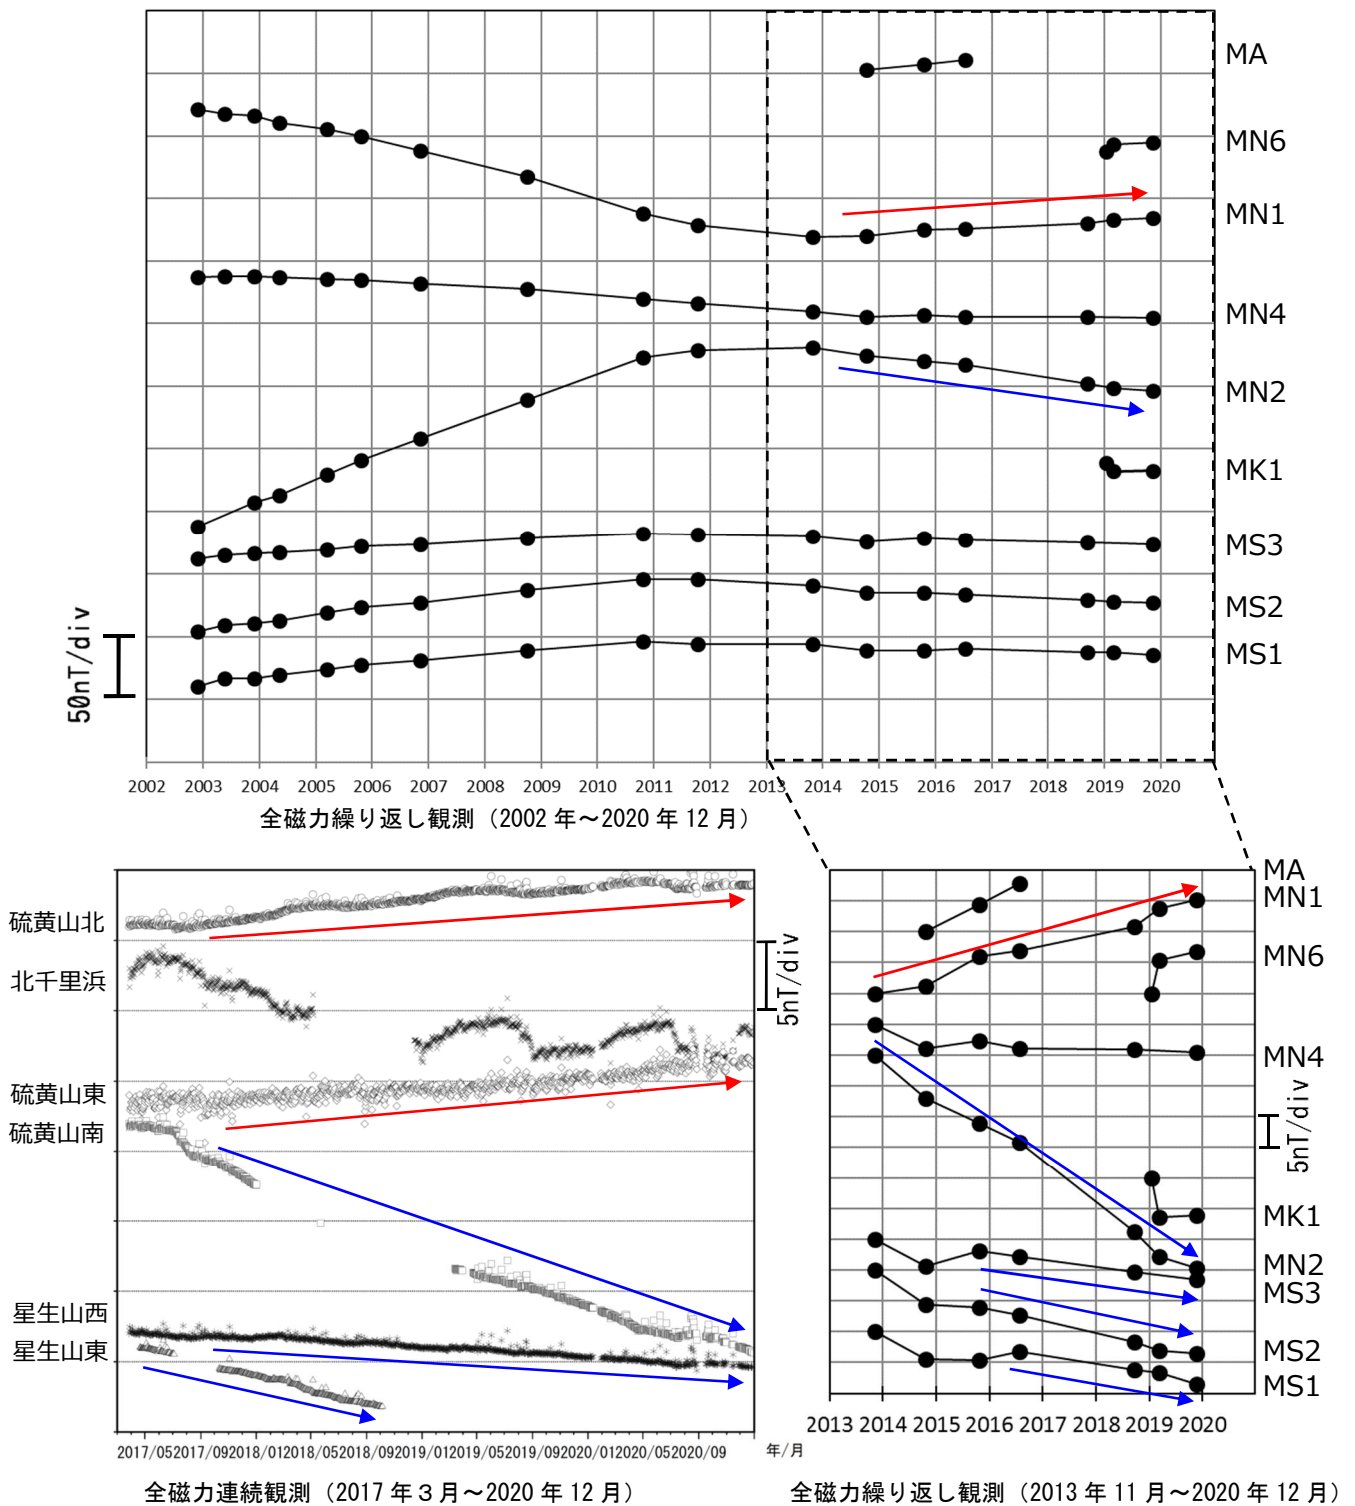 MA
MN6
MN1
MN4
MN2
MK1
MS3
MS2
MS1
50nT/div
2002 2003 2004 2005 2006 2007 2008 2009 2010 2011 2012 2013 2014 2015 2016 2017 2018 2019 2020
全磁力繰り返し観測（2002 年～2020 年 12 月）
硫黄山北
北千里浜
硫黄山東
硫黄山南
星生山西
星生山東
5nT/div
2017/05 2017/09 2018/01 2018/05 2018/09 2019/01 2019/05 2019/09 2020/01 2020/05 2020/09
年/月
全磁力連続観測（2017 年３月～2020 年 12 月）
MA
MN1
MN6
MN4
5nT/div
MK1
MN2
MS3
MS2
MS1
2013 2014 2015 2016 2017 2018 2019 2020
全磁力繰り返し観測（2013 年 11 月～2020 年 12 月）